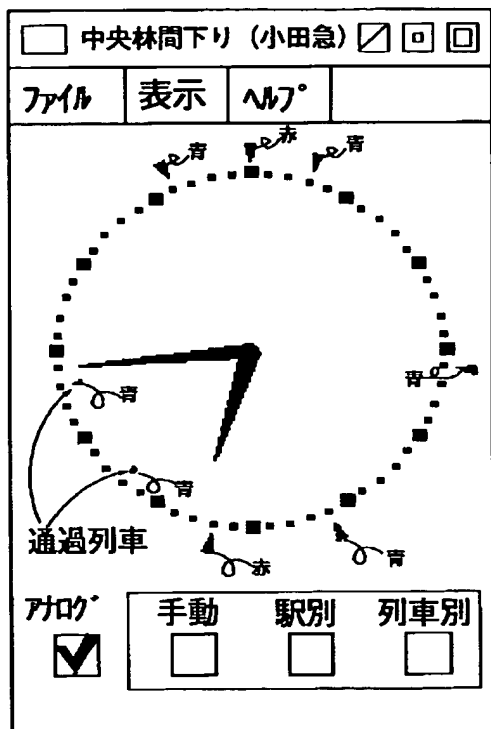 中央林間下り (小田急)
ファイル 表示 ヘルプ
青 赤 青
青
青
青
通過列車
赤 青
アナログ 手動 駅別 列車別